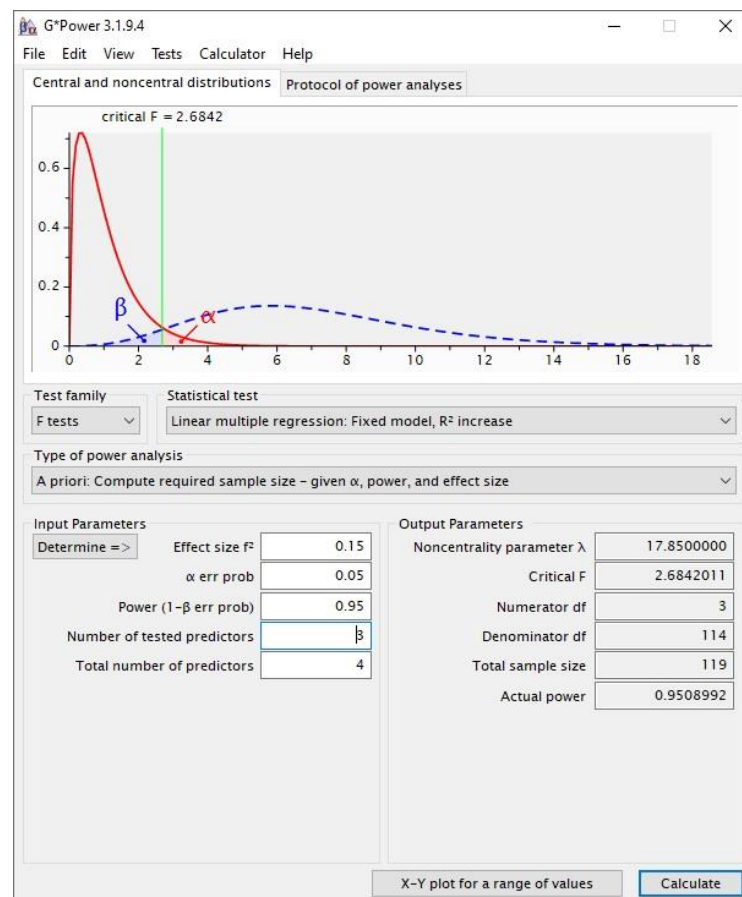 G*Power 3.1.9.4
File Edit View Tests Calculator Help
Central and noncentral distributions Protocol of power analyses
critical F = 2.6842
0.6
0.4
0.2
0
β
α
0 2 4 6 8 10 12 14 16 18
Test family Statistical test
F tests Linear multiple regression: Fixed model, R² increase
Type of power analysis
A priori: Compute required sample size – given α, power, and effect size
Input Parameters Output Parameters
Determine => Effect size f² 0.15 Noncentrality parameter λ 17.8500000
α err prob 0.05 Critical F 2.6842011
Power (1-β err prob) 0.95 Numerator df 3
Number of tested predictors 3 Denominator df 114
Total number of predictors 4 Total sample size 119
Actual power 0.9508992
X-Y plot for a range of values Calculate